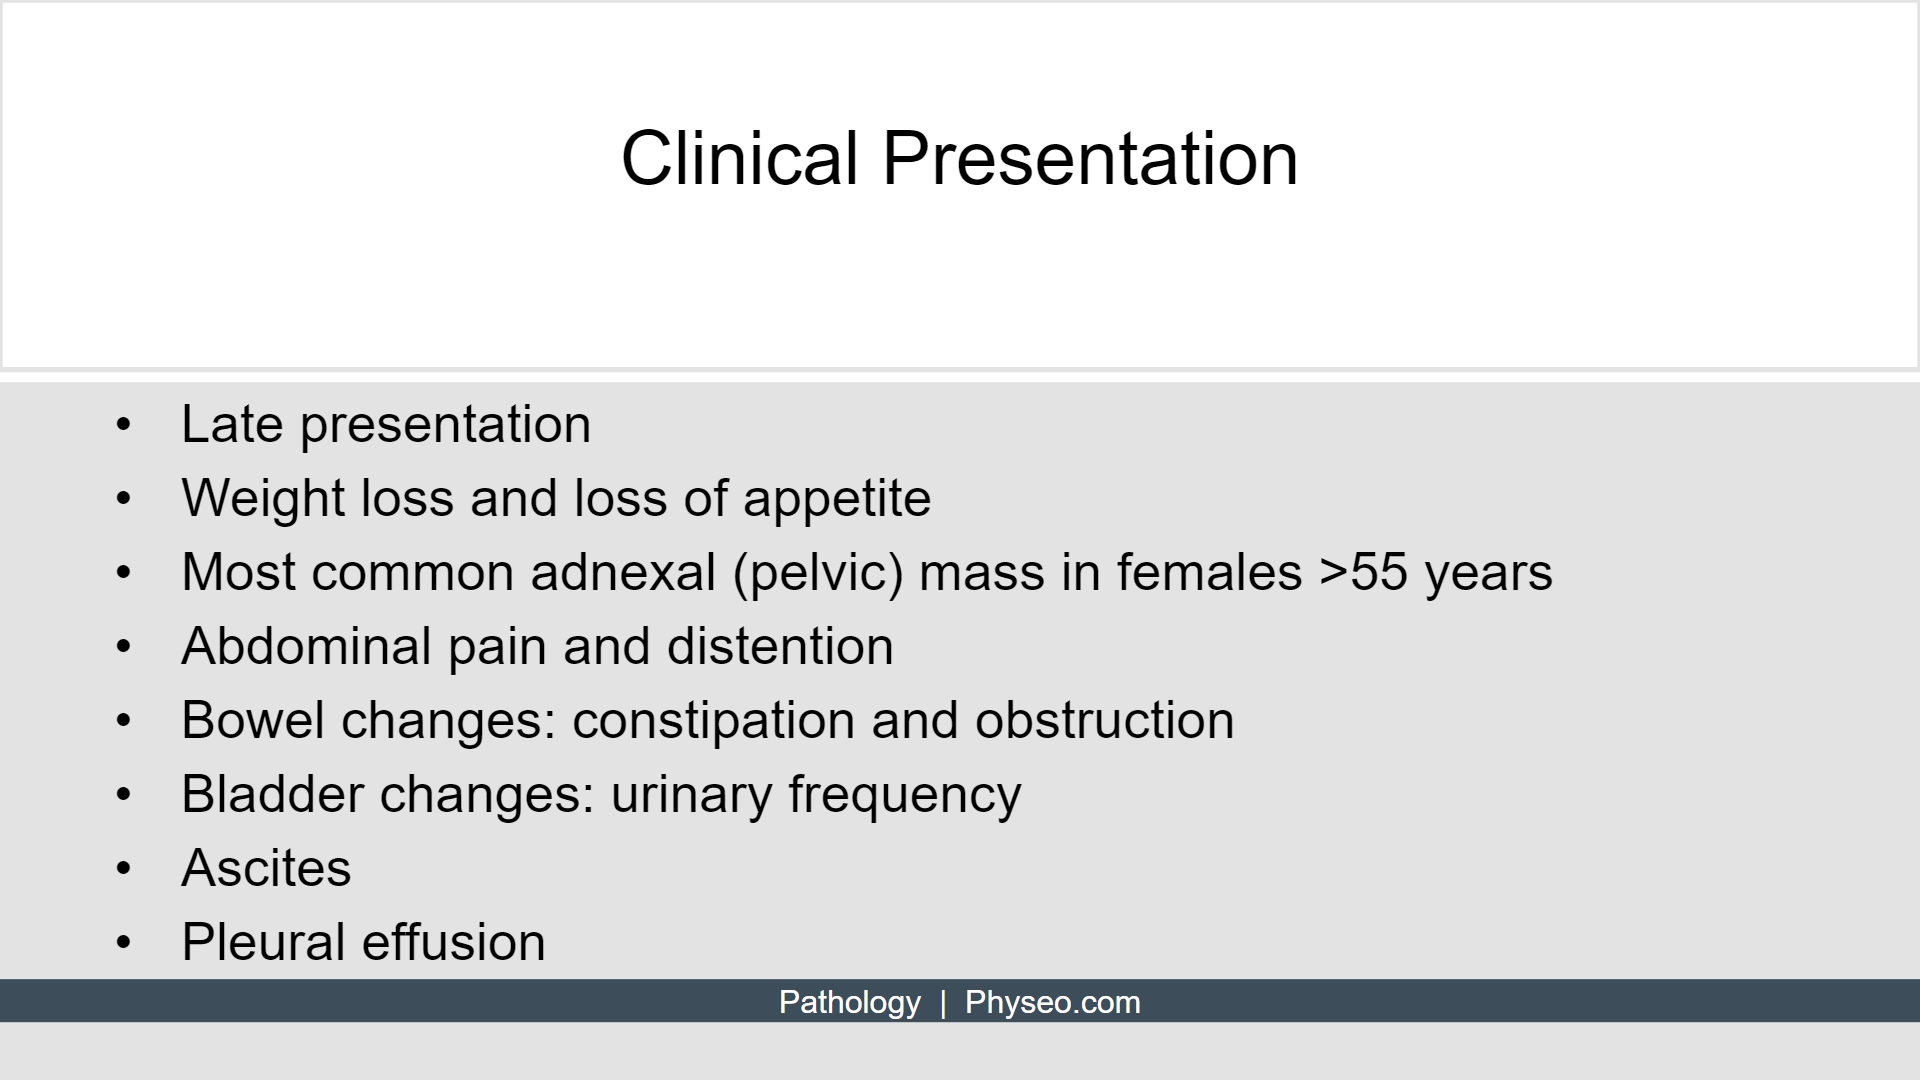 Clinical Presentation
• Late presentation
• Weight loss and loss of appetite
• Most common adnexal (pelvic) mass in females >55 years
• Abdominal pain and distention
• Bowel changes: constipation and obstruction
• Bladder changes: urinary frequency
• Ascites
• Pleural effusion
Pathology | Physeo.com